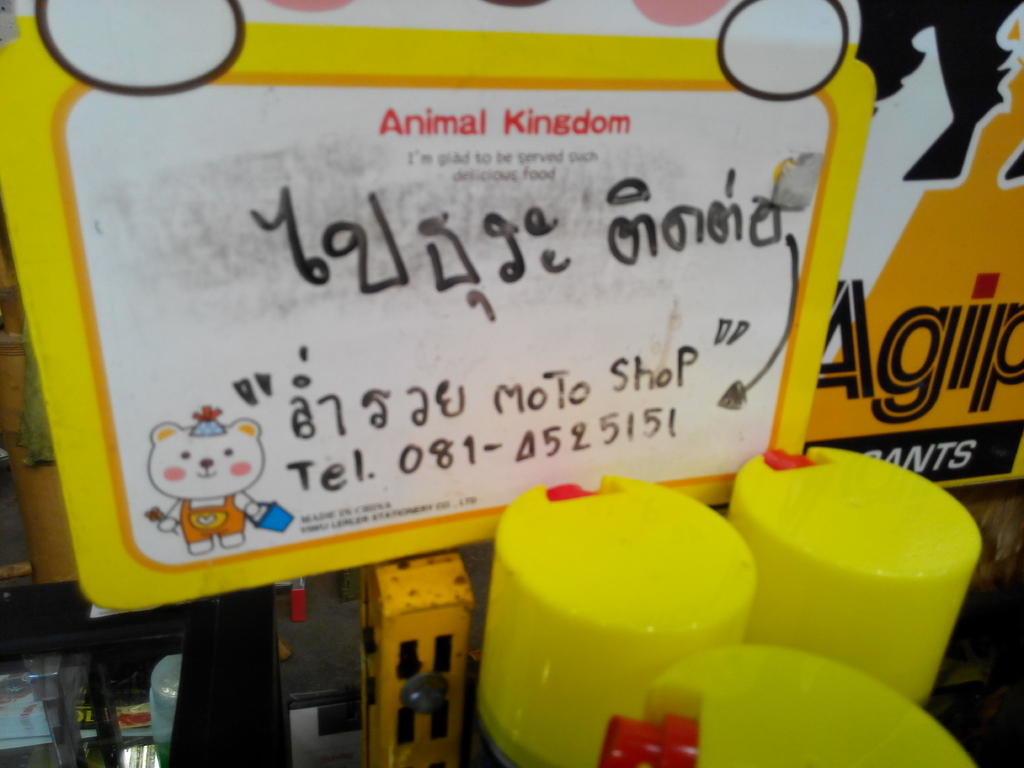 Animal Kingdom
I'm glad to be served such
delicious food
ไปธุระ ติดต่อ
"ล่ำรวย MOTO SHOP"
Tel. 081-4525151
MADE IN CHINA
Agip